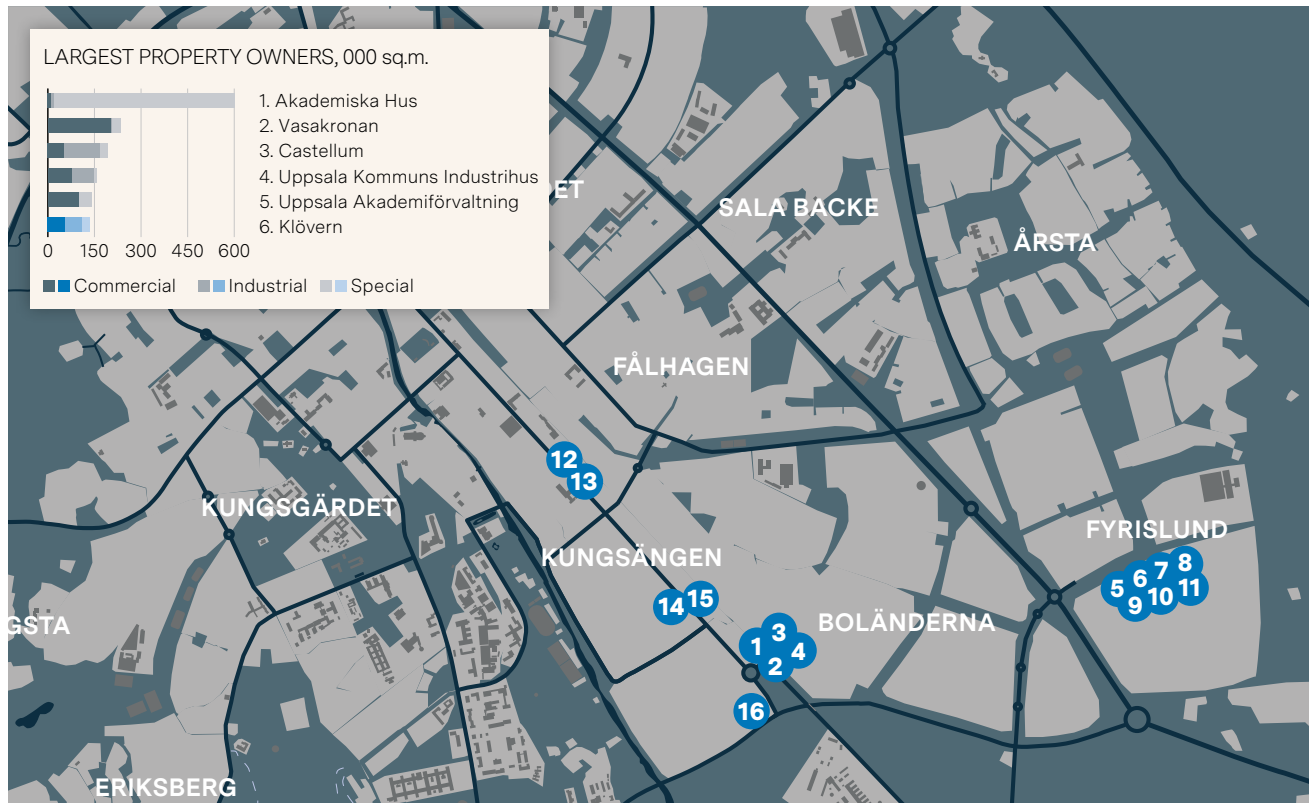 LARGEST PROPERTY OWNERS, 000 sq.m.
1. Akademiska Hus
2. Vasakronan
3. Castellum
4. Uppsala Kommuns Industrihus
5. Uppsala Akademiförvaltning
6. Klövern
0 150 300 450 600
Commercial Industrial Special
ET
SALA BACKE
ÅRSTA
FÅLHAGEN
12
13
KUNGSGÄRDET
FYRISLUND
KUNGSÄNGEN
5 6 7 8
9 10 11
14 15
GSTA
BOLÄNDERNA
1 3
2 4
16
ERIKSBERG